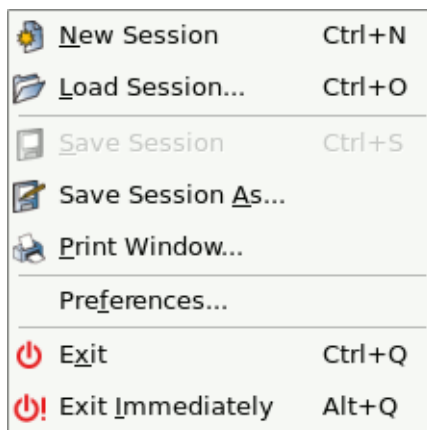 New Session Ctrl+N
Load Session... Ctrl+O
Save Session Ctrl+S
Save Session As...
Print Window...
Preferences...
Exit Ctrl+Q
Exit Immediately Alt+Q